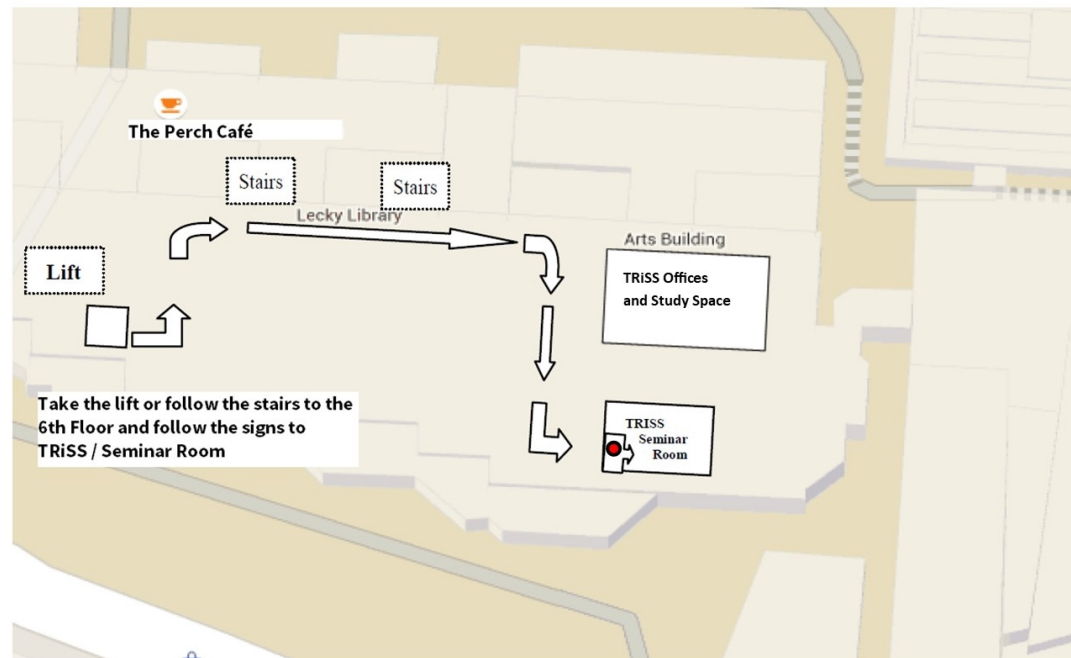 The Perch Café
Stairs
Stairs
Lecky Library
Arts Building
Lift
TRiSS Offices
and Study Space
Take the lift or follow the stairs to the
6th Floor and follow the signs to
TRiSS / Seminar Room
TRISS
Seminar
Room